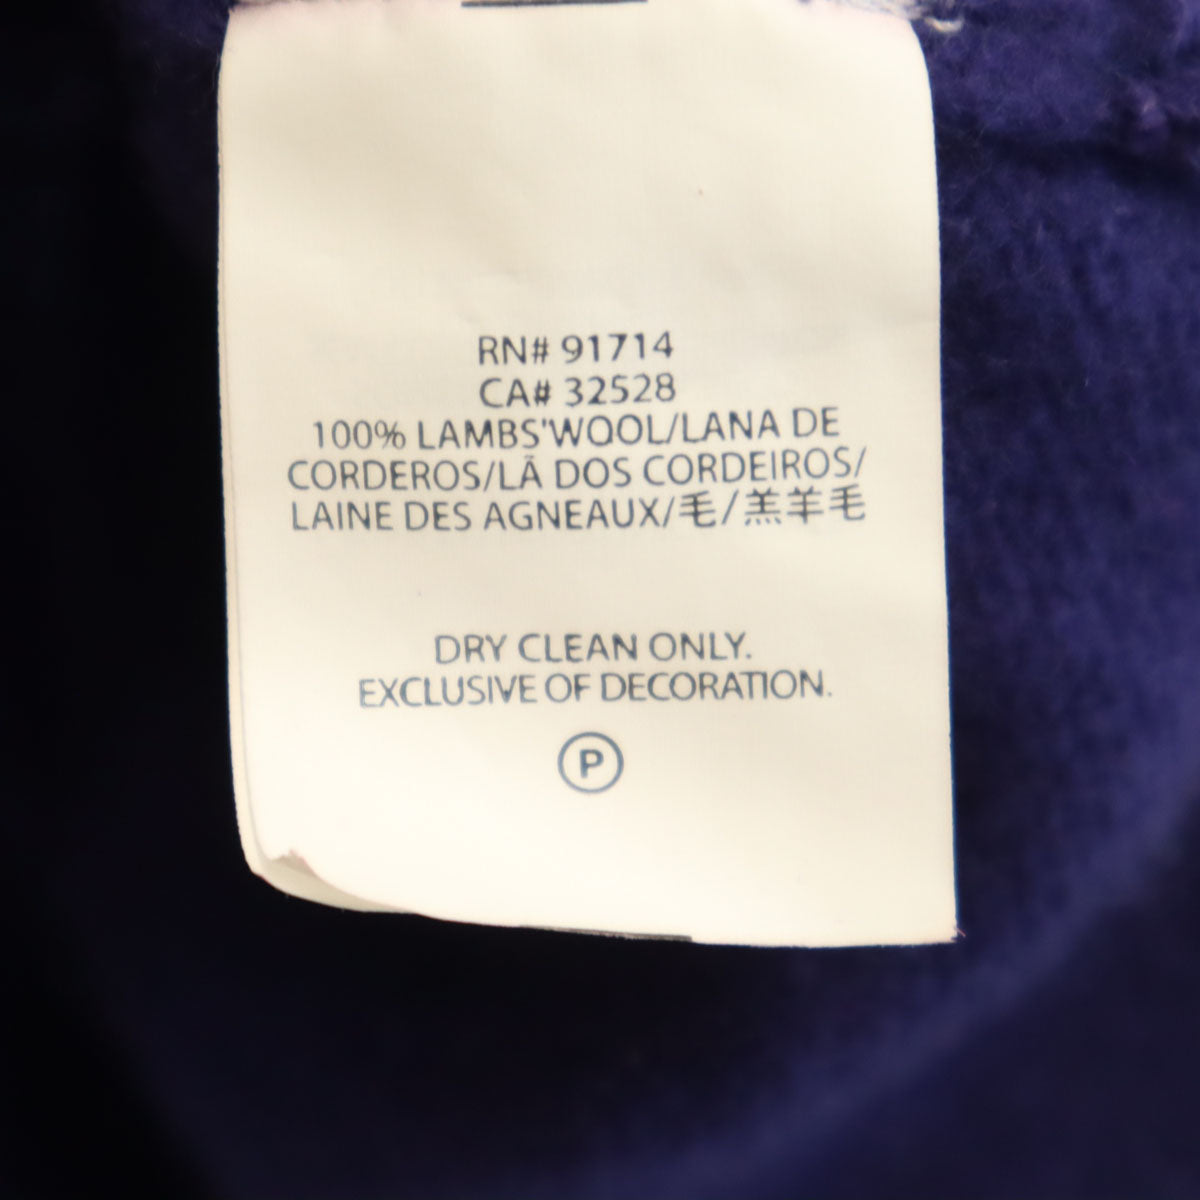 RN# 91714
CA# 32528
100% LAMBS'WOOL/LANA DE
CORDEROS/LÃ DOS CORDEIROS/
LAINE DES AGNEAUX/毛/羔羊毛
DRY CLEAN ONLY.
EXCLUSIVE OF DECORATION.
P